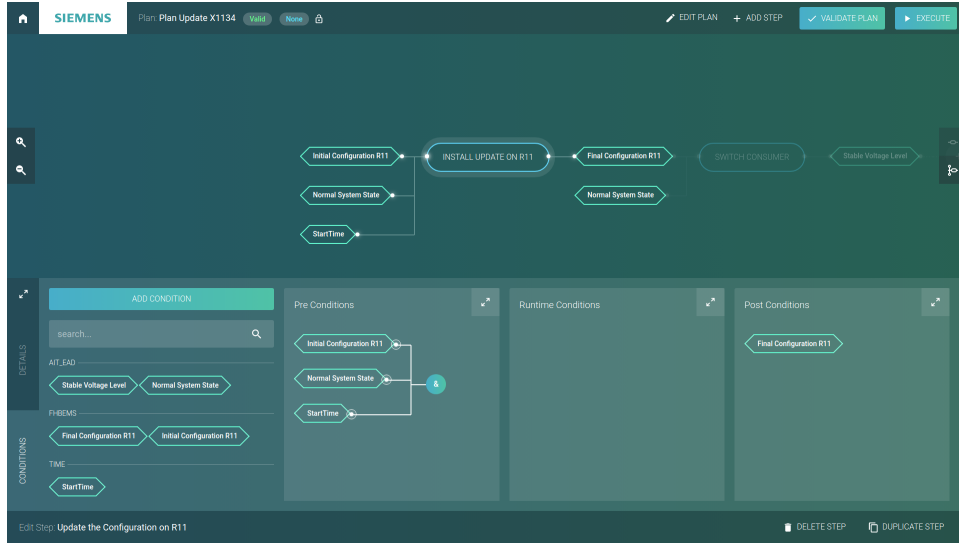 SIEMENS Plan: Plan Update X1134 Valid None EDIT PLAN ADD STEP VALIDATE PLAN EXECUTE
Initial Configuration R11 INSTALL UPDATE ON R11 Final Configuration R11 SWITCH CONSUMER Stable Voltage Level
Normal System State Normal System State
StartTime
DETAILS
CONDITIONS
ADD CONDITION
search...
AIT_EAD
Stable Voltage Level Normal System State
FHBEMS
Final Configuration R11 Initial Configuration R11
TIME
StartTime
Pre Conditions
Initial Configuration R11
Normal System State
&
StartTime
Runtime Conditions
Post Conditions
Final Configuration R11
Edit Step: Update the Configuration on R11 DELETE STEP DUPLICATE STEP